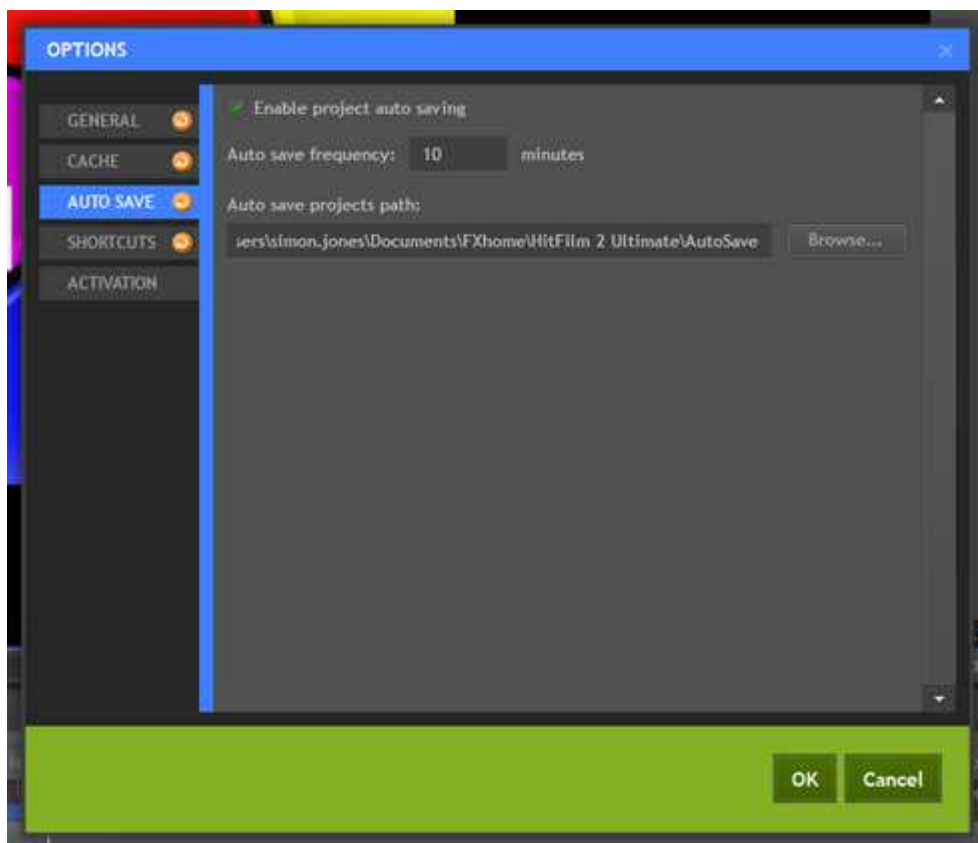 OPTIONS
GENERAL
CACHE
AUTO SAVE
SHORTCUTS
ACTIVATION
Enable project auto saving
Auto save frequency: 10 minutes
Auto save projects path:
sers\simon.jones\Documents\FXhome\HitFilm 2 Ultimate\AutoSave Browse...
OK Cancel